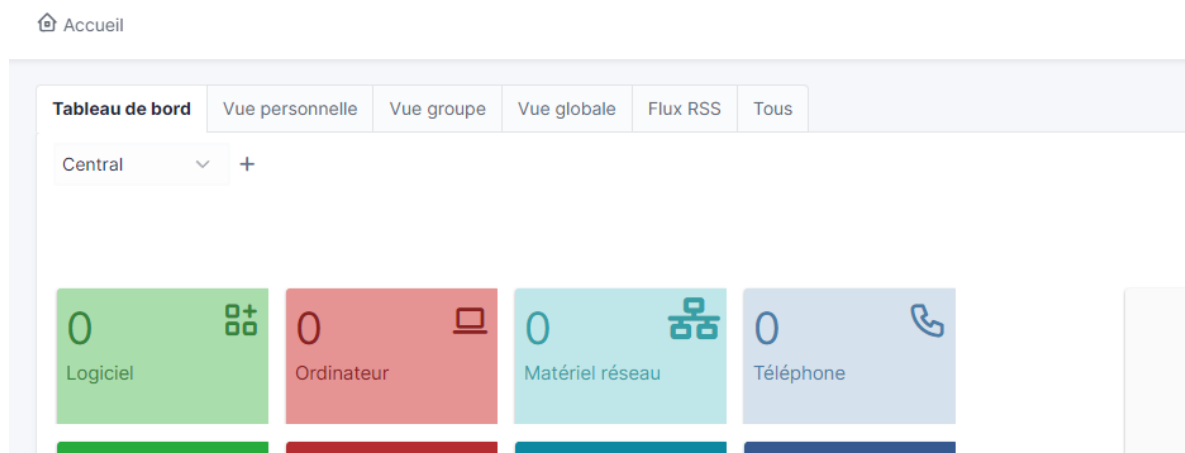 Accueil
Tableau de bord Vue personnelle Vue groupe Vue globale Flux RSS Tous
Central +
0 0 0 0
Logiciel Ordinateur Matériel réseau Téléphone